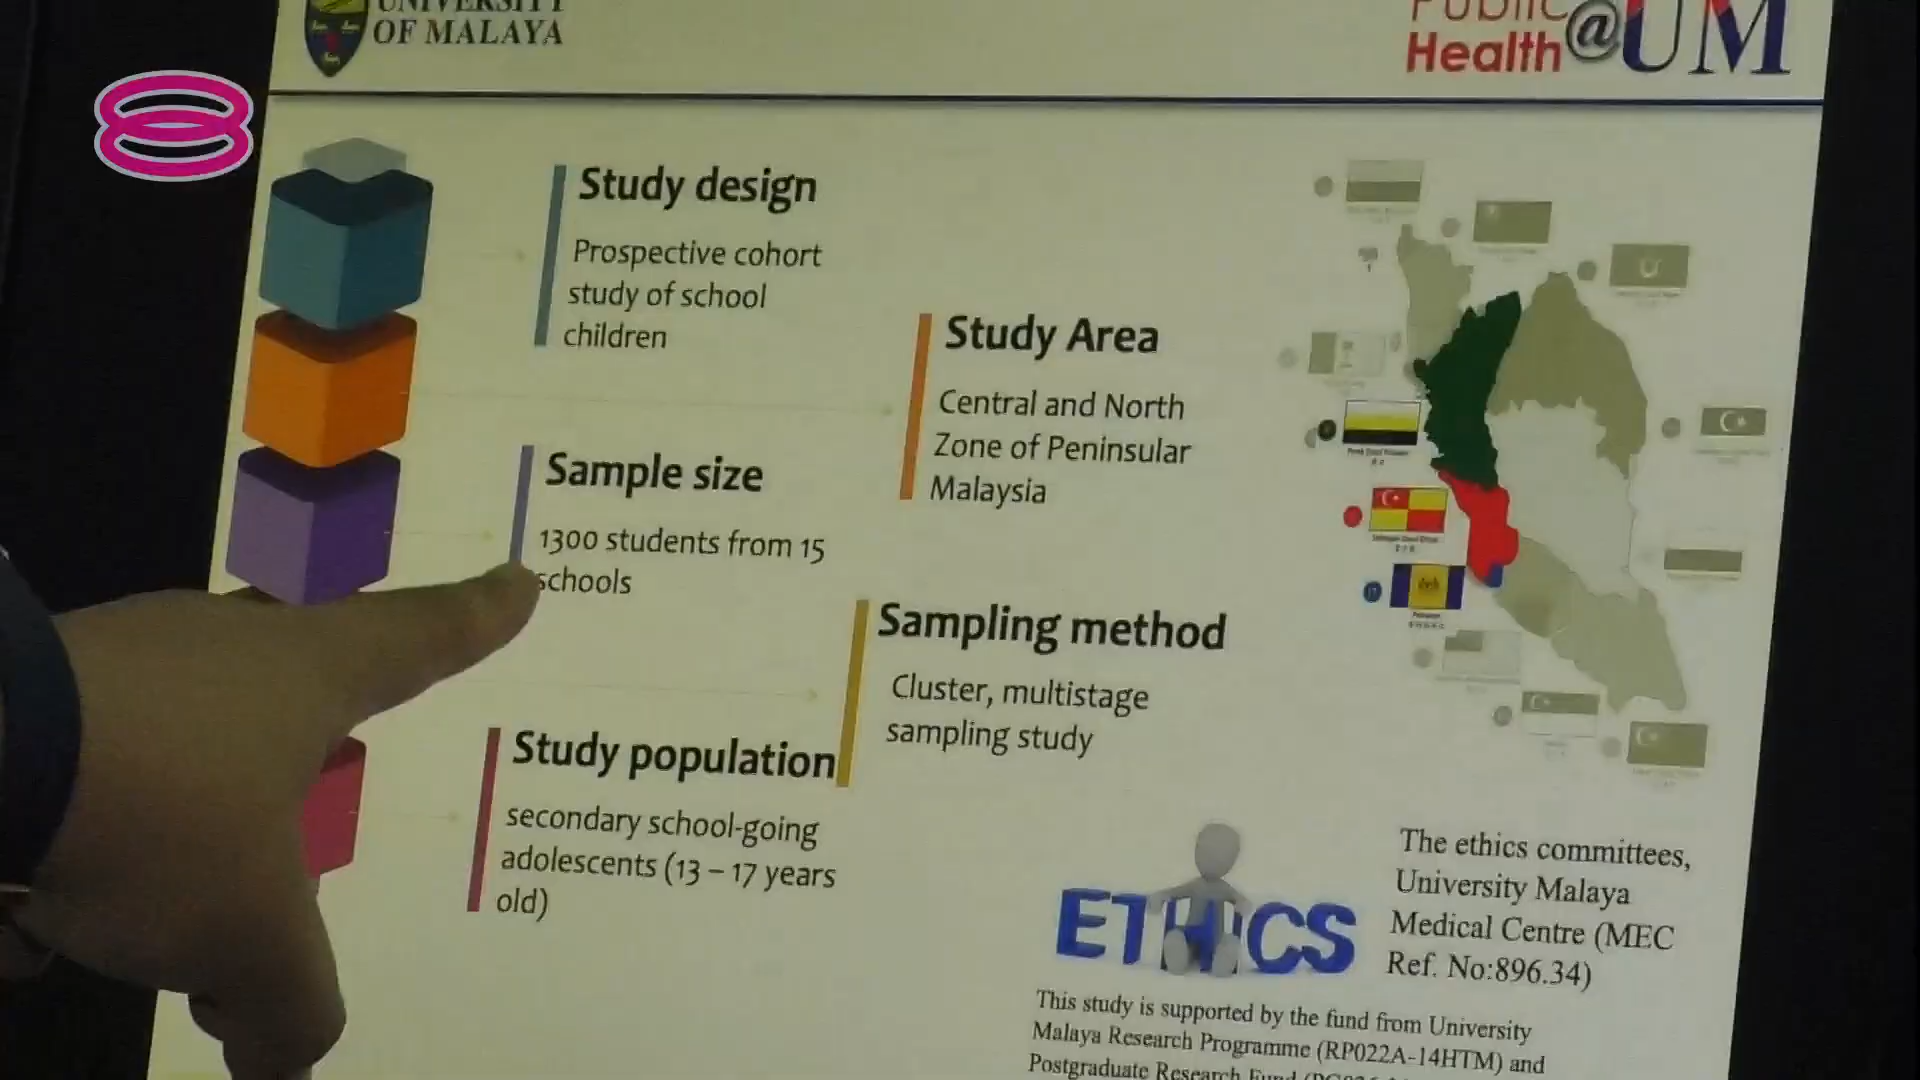 UNIVERSITY
OF MALAYA
Public
Health@UM
Study design
Prospective cohort
study of school
children
Study Area
Central and North
Zone of Peninsular
Malaysia
Sample size
1300 students from 15
schools
Sampling method
Cluster, multistage
sampling study
Study population
secondary school-going
adolescents (13 – 17 years
old)
ETHICS
The ethics committees,
University Malaya
Medical Centre (MEC
Ref. No:896.34)
This study is supported by the fund from University
Malaya Research Programme (RP022A-14HTM) and
Postgraduate Research Fund